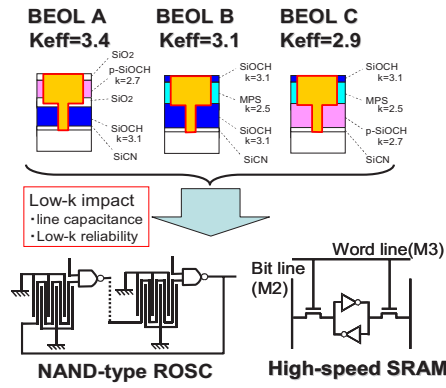 BEOL A BEOL B BEOL C
Keff=3.4 Keff=3.1 Keff=2.9
SiO₂
p-SiOCH
k=2.7
SiO₂
SiOCH
k=3.1
SiCN
SiOCH
k=3.1
MPS
k=2.5
SiOCH
k=3.1
SiCN
SiOCH
k=3.1
MPS
k=2.5
p-SiOCH
k=2.7
SiCN
Low-k impact
・line capacitance
・Low-k reliability
Word line(M3)
Bit line
(M2)
NAND-type ROSC
High-speed SRAM